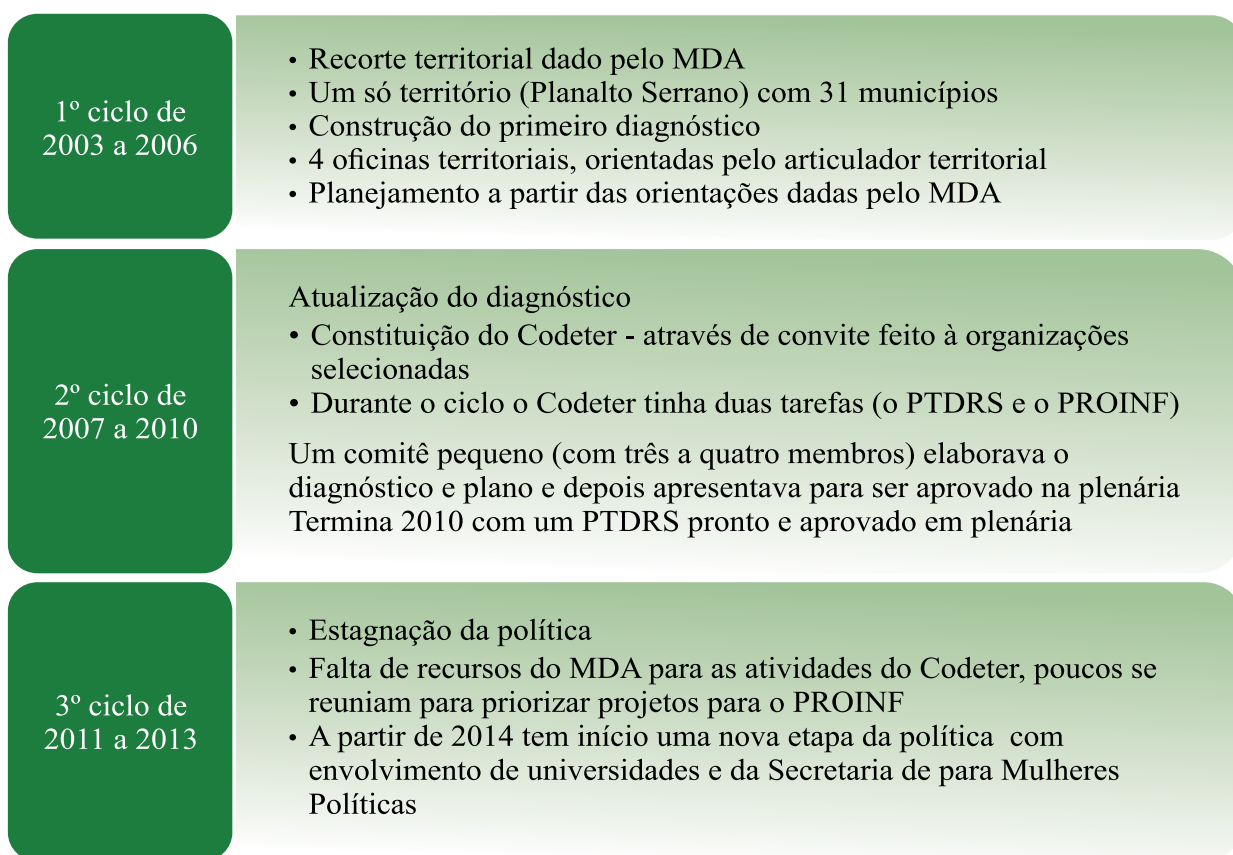 1º ciclo de
2003 a 2006
• Recorte territorial dado pelo MDA
• Um só território (Planalto Serrano) com 31 municípios
• Construção do primeiro diagnóstico
• 4 oficinas territoriais, orientadas pelo articulador territorial
• Planejamento a partir das orientações dadas pelo MDA
2º ciclo de
2007 a 2010
Atualização do diagnóstico
• Constituição do Codeter - através de convite feito à organizações
selecionadas
• Durante o ciclo o Codeter tinha duas tarefas (o PTDRS e o PROINF)
Um comitê pequeno (com três a quatro membros) elaborava o
diagnóstico e plano e depois apresentava para ser aprovado na plenária
Termina 2010 com um PTDRS pronto e aprovado em plenária
3º ciclo de
2011 a 2013
• Estagnação da política
• Falta de recursos do MDA para as atividades do Codeter, poucos se
reuniam para priorizar projetos para o PROINF
• A partir de 2014 tem início uma nova etapa da política com
envolvimento de universidades e da Secretaria de para Mulheres
Políticas